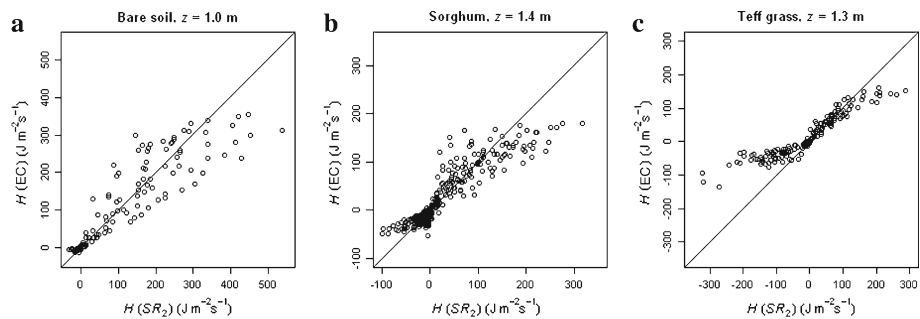 a
Bare soil, z = 1.0 m
H (EC) (J m⁻²s⁻¹)
500
400
300
200
100
0
0 100 200 300 400 500
H (SR₂) (J m⁻²s⁻¹)
b
Sorghum, z = 1.4 m
H (EC) (J m⁻²s⁻¹)
300
200
100
0
-100
-100 0 100 200 300
H (SR₂) (J m⁻²s⁻¹)
c
Teff grass, z = 1.3 m
H (EC) (J m⁻²s⁻¹)
300
200
100
0
-100
-200
-300
-300 -200 -100 0 100 200 300
H (SR₂) (J m⁻²s⁻¹)